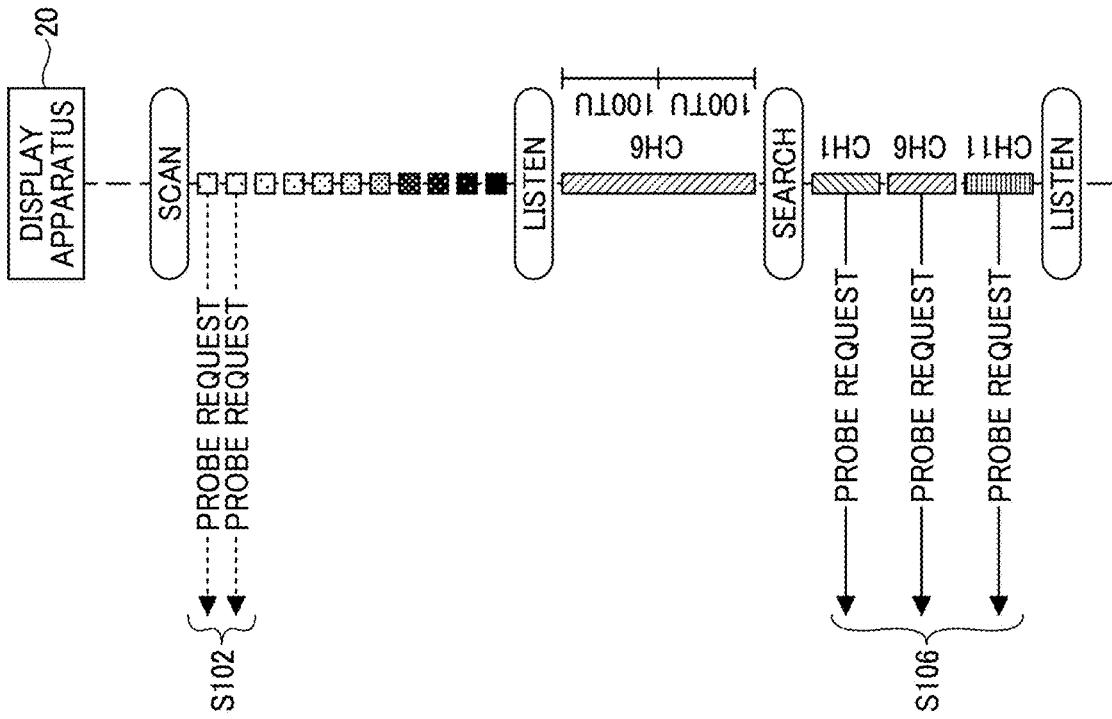 DISPLAY
APPARATUS
20
SCAN
PROBE REQUEST
PROBE REQUEST
S102
LISTEN
CH6
100TU 100TU
SEARCH
CH1
PROBE REQUEST
CH6
PROBE REQUEST
CH11
PROBE REQUEST
S106
LISTEN